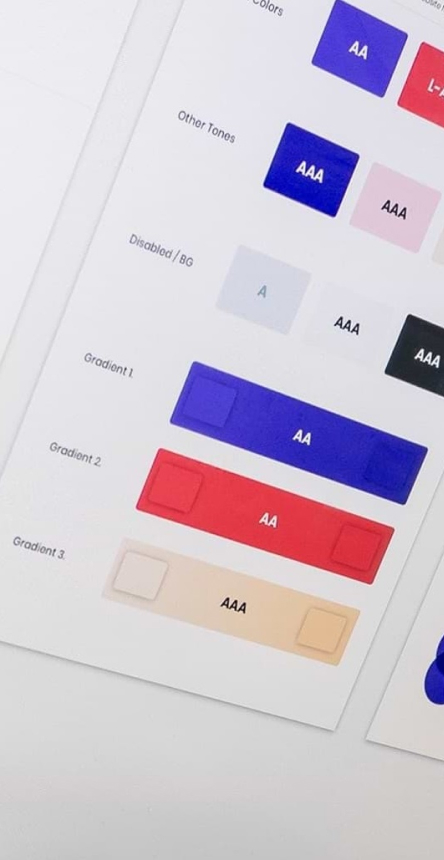 Colors
AA
Other Tones
AAA
AAA
Disabled / BG
A
AAA
AAA
Gradient 1.
AA
Gradient 2.
AA
Gradient 3.
AAA